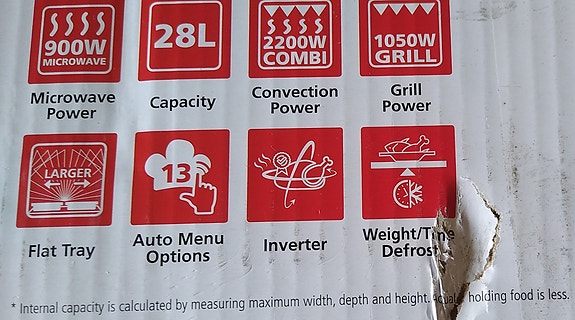 900W
MICROWAVE
28L
2200W
COMBI
1050W
GRILL
Microwave
Power
Capacity
Convection
Power
Grill
Power
LARGER
13
Flat Tray
Auto Menu
Options
Inverter
Weight/Time
Defrost
* Internal capacity is calculated by measuring maximum width, depth and height. holding food is less.